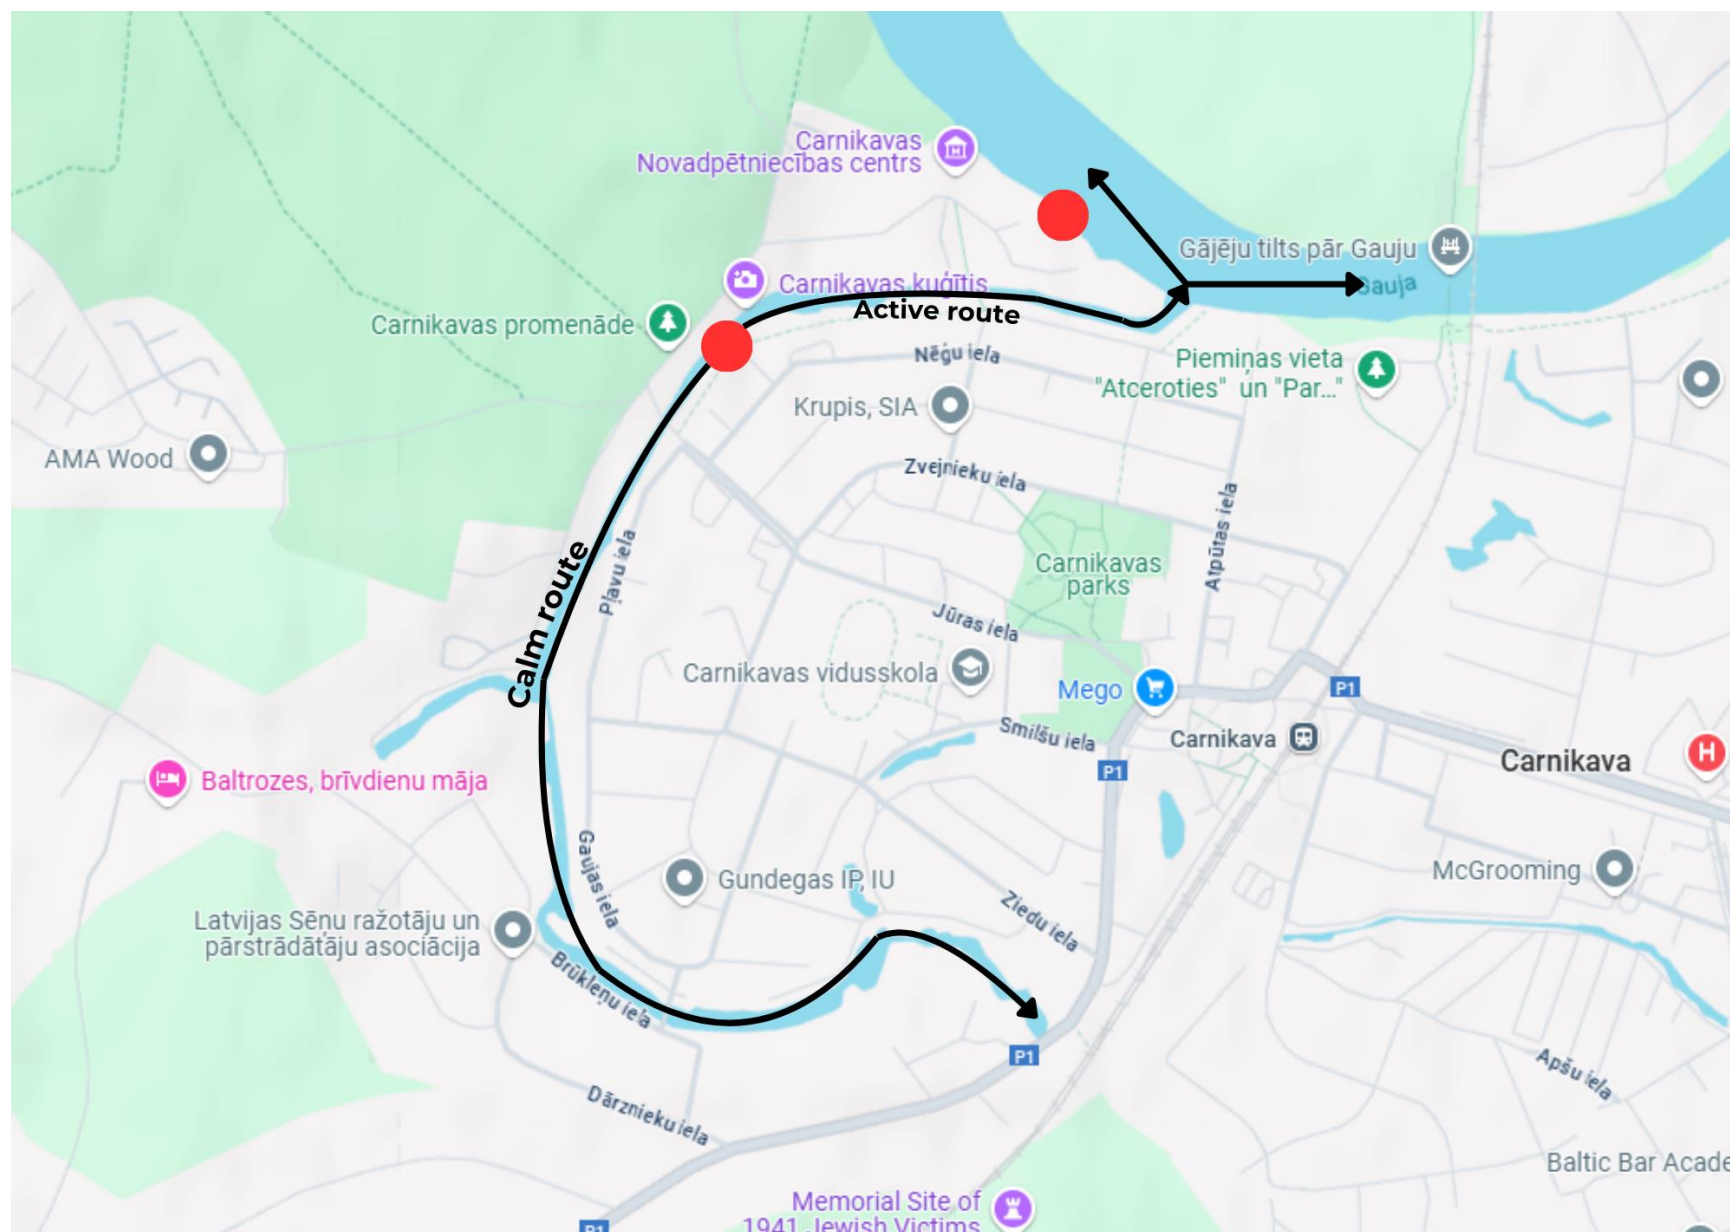 Carnikavas
Novadpētniecības centrs
Gājēju tilts pār Gauju
Gauja
Carnikavas kuģītis
Active route
Carnikavas promenāde
Nēģu iela
Piemiņas vieta
"Atceroties" un "Par..."
Krupis, SIA
AMA Wood
Zvejnieku iela
Atpūtas iela
Pļavu iela
Calm route
Carnikavas
parks
Jūras iela
Carnikavas vidusskola
Mego
P1
Smilšu iela
Carnikava
Carnikava
H
P1
Baltrozes, brīvdienu māja
Gaujas iela
Gundegas IP, IU
McGrooming
Ziedu iela
Latvijas Sēņu ražotāju un
pārstrādātāju asociācija
Brūkleņu iela
P1
Apšu iela
Dārznieku iela
Baltic Bar Acade
Memorial Site of
1941 Jewish Victims
P1